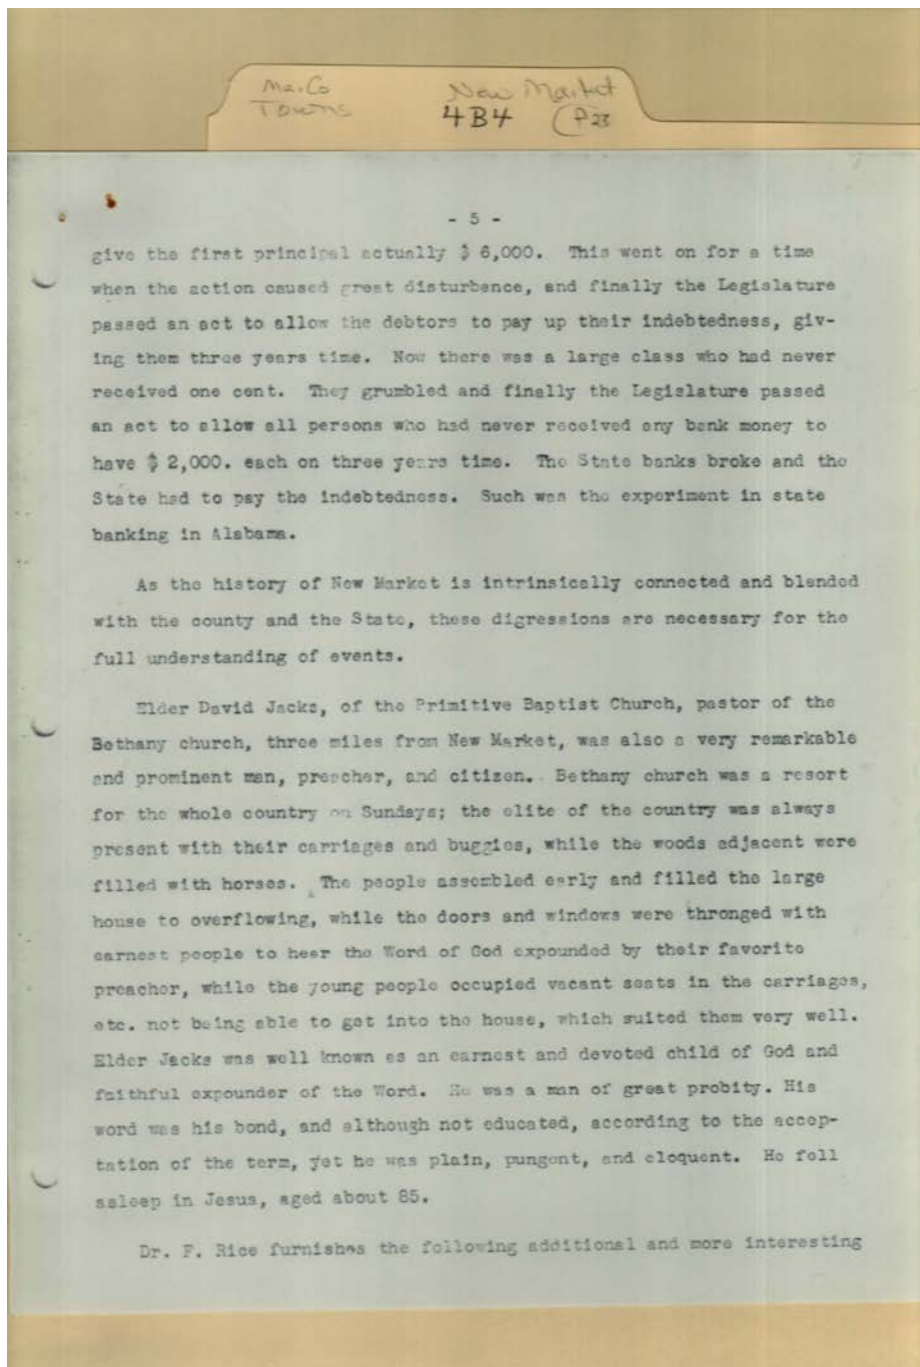 Ma. Co New Market
Towns 4B4 (P23
- 5 -
give the first principal actually $ 6,000. This went on for a time
when the action caused great disturbance, and finally the Legislature
passed an act to allow the debtors to pay up their indebtedness, giv-
ing them three years time. Now there was a large class who had never
received one cent. They grumbled and finally the Legislature passed
an act to allow all persons who had never received any bank money to
have $ 2,000. each on three years time. The State banks broke and the
State had to pay the indebtedness. Such was the experiment in state
banking in Alabama.
As the history of New Market is intrinsically connected and blended
with the county and the State, these digressions are necessary for the
full understanding of events.
Elder David Jacks, of the Primitive Baptist Church, pastor of the
Bethany church, three miles from New Market, was also a very remarkable
and prominent man, preacher, and citizen. Bethany church was a resort
for the whole country on Sundays; the elite of the country was always
present with their carriages and buggies, while the woods adjacent were
filled with horses. The people assembled early and filled the large
house to overflowing, while the doors and windows were thronged with
earnest people to hear the Word of God expounded by their favorite
preacher, while the young people occupied vacant seats in the carriages,
etc. not being able to get into the house, which suited them very well.
Elder Jacks was well known as an earnest and devoted child of God and
faithful expounder of the Word. He was a man of great probity. His
word was his bond, and although not educated, according to the accep-
tation of the term, yet he was plain, pungent, and eloquent. He fell
asleep in Jesus, aged about 85.
Dr. F. Rice furnishes the following additional and more interesting